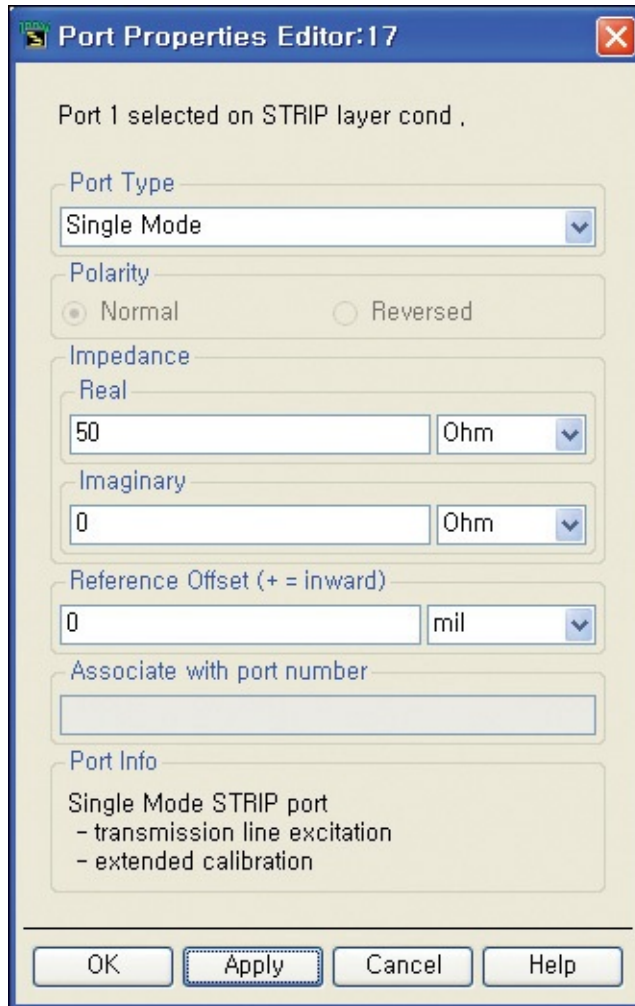 Port Properties Editor:17
Port 1 selected on STRIP layer cond ,
Port Type
Single Mode
Polarity
Normal Reversed
Impedance
Real
50 Ohm
Imaginary
0 Ohm
Reference Offset (+ = inward)
0 mil
Associate with port number
Port Info
Single Mode STRIP port
- transmission line excitation
- extended calibration
OK Apply Cancel Help